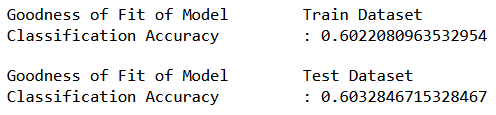 Goodness of Fit of Model Train Dataset
Classification Accuracy : 0.6022080963532954
Goodness of Fit of Model Test Dataset
Classification Accuracy : 0.6032846715328467